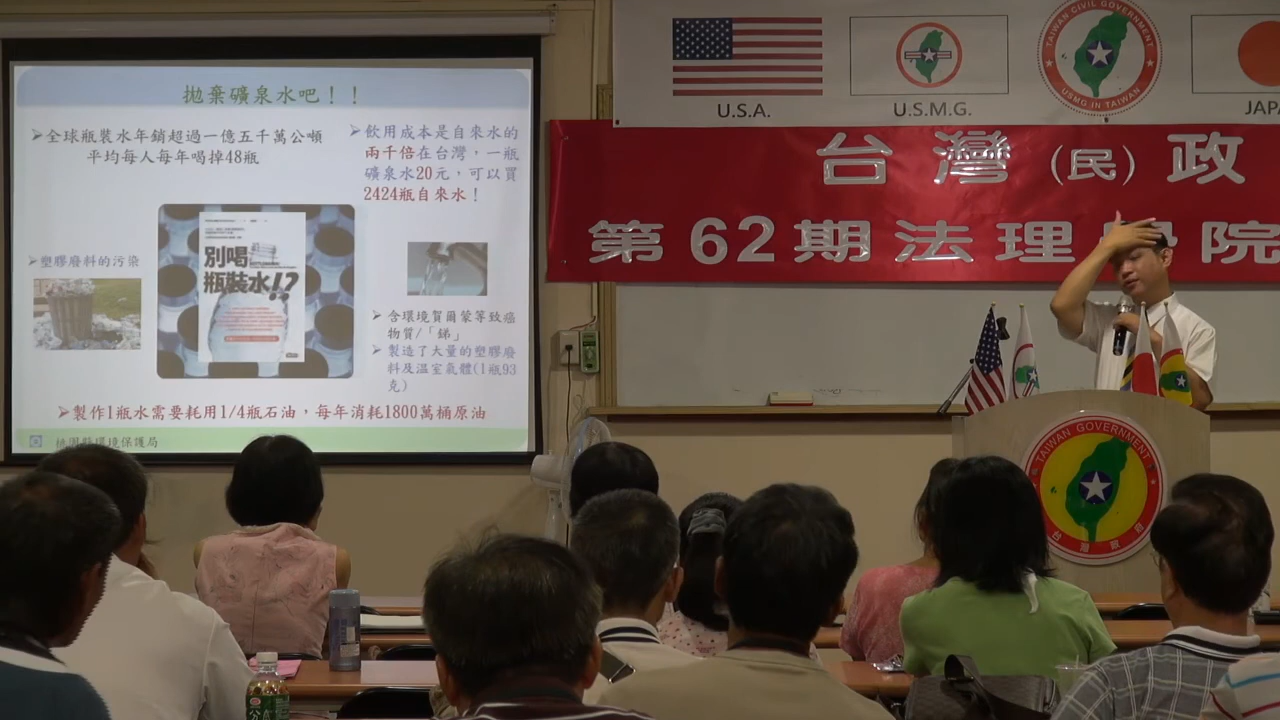 拋棄礦泉水吧！！
➢全球瓶裝水年銷超過一億五千萬公噸
平均每人每年喝掉48瓶
➢飲用成本是自來水的
兩千倍在台灣，一瓶
礦泉水20元，可以買
2424瓶自來水！
➢塑膠廢料的污染
別喝
瓶裝水!?
➢含環境賀爾蒙等致癌
物質/「銻」
➢製造了大量的塑膠廢
料及溫室氣體(1瓶93
克)
➢製作1瓶水需要耗用1/4瓶石油，每年消耗1800萬桶原油
桃園縣環境保護局
U.S.A.
U.S.M.G.
TAIWAN CIVIL GOVERNMENT
USMG IN TAIWAN
JAPA
台灣(民)政
第62期法理學院
TAIWAN GOVERNMENT
台灣政府